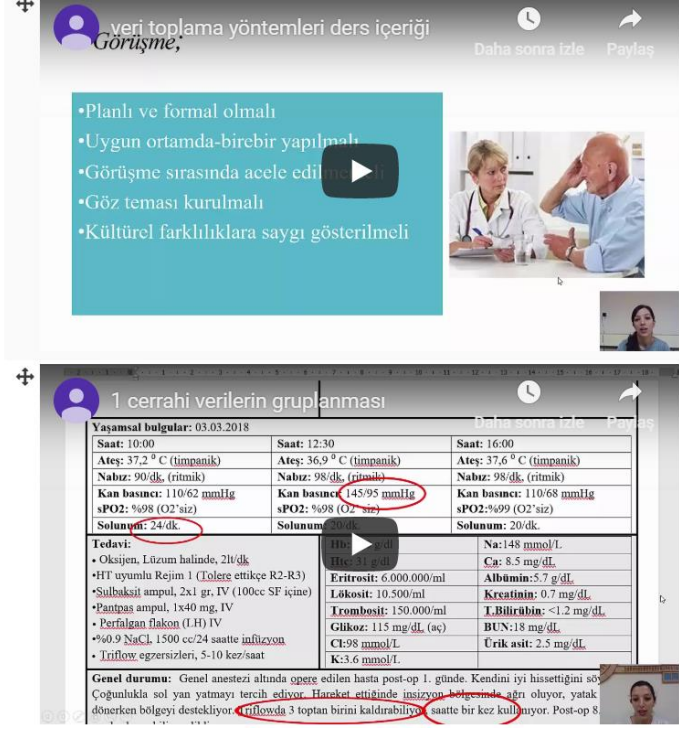 veri toplama yöntemleri ders içeriği
Daha sonra izle
Paylaş
Görüşme;
•Planlı ve formal olmalı
•Uygun ortamda-birebir yapılmalı
•Görüşme sırasında acele
•Göz teması kurulmalı
•Kültürel farklılıklara saygı gösterilmeli
1 cerrahi verilerin gruplanması
Daha sonra izle
Paylaş
Yaşamsal bulgular: 03.03.2018
Saat: 10:00
Ateş: 37,2 ⁰ C (timpanik)
Nabız: 90/dk, (ritmik)
Kan basıncı: 110/62 mmHg
sPO2: %98 (O2'siz)
Solunum: 24/dk.
Saat: 12:30
Ateş: 36,9 ⁰ C (timpanik)
Nabız: 98/dk, (ritmik)
Kan basıncı: 145/95 mmHg
sPO2: %98 (O2'siz)
Solunum: 20/dk.
Saat: 16:00
Ateş: 37,6 ⁰ C (timpanik)
Nabız: 98/dk, (ritmik)
Kan basıncı: 110/68 mmHg
sPO2:%99 (O2'siz)
Solunum: 20/dk.
Tedavi:
• Oksijen, Lüzum halinde, 2lt/dk
•HT uyumlu Rejim 1 (Tolere ettikçe R2-R3)
•Sulbaksit ampul, 2x1 gr, IV (100cc SF içine)
•Pantpas ampul, 1x40 mg, IV
• Perfalgan flakon (LH) IV
•%0.9 NaCl, 1500 cc/24 saatte infüzyon
• Triflow egzersizleri, 5-10 kez/saat
Hb:
Htc: 31 g/dl
Eritrosit: 6.000.000/ml
Lökosit: 10.500/ml
Trombosit: 150.000/ml
Glikoz: 115 mg/dL (aç)
Cl:98 mmol/L
K:3.6 mmol/L
Na:148 mmol/L
Ca: 8.5 mg/dL
Albümin:5.7 g/dL
Kreatinin: 0.7 mg/dL
T.Bilirübin: <1.2 mg/dL
BUN:18 mg/dL
Ürik asit: 2.5 mg/dL
Genel durumu: Genel anestezi altında opere edilen hasta post-op 1. günde. Kendini iyi hissettiğini
Çoğunlukla sol yan yatmayı tercih ediyor. Hareket ettiğinde insizyon bölgesinde ağrı oluyor, yatak
dönerken bölgeyi destekliyor. Triflowda 3 toptan birini kaldırabiliyor, saatte bir kez kullanıyor. Post-op 8.